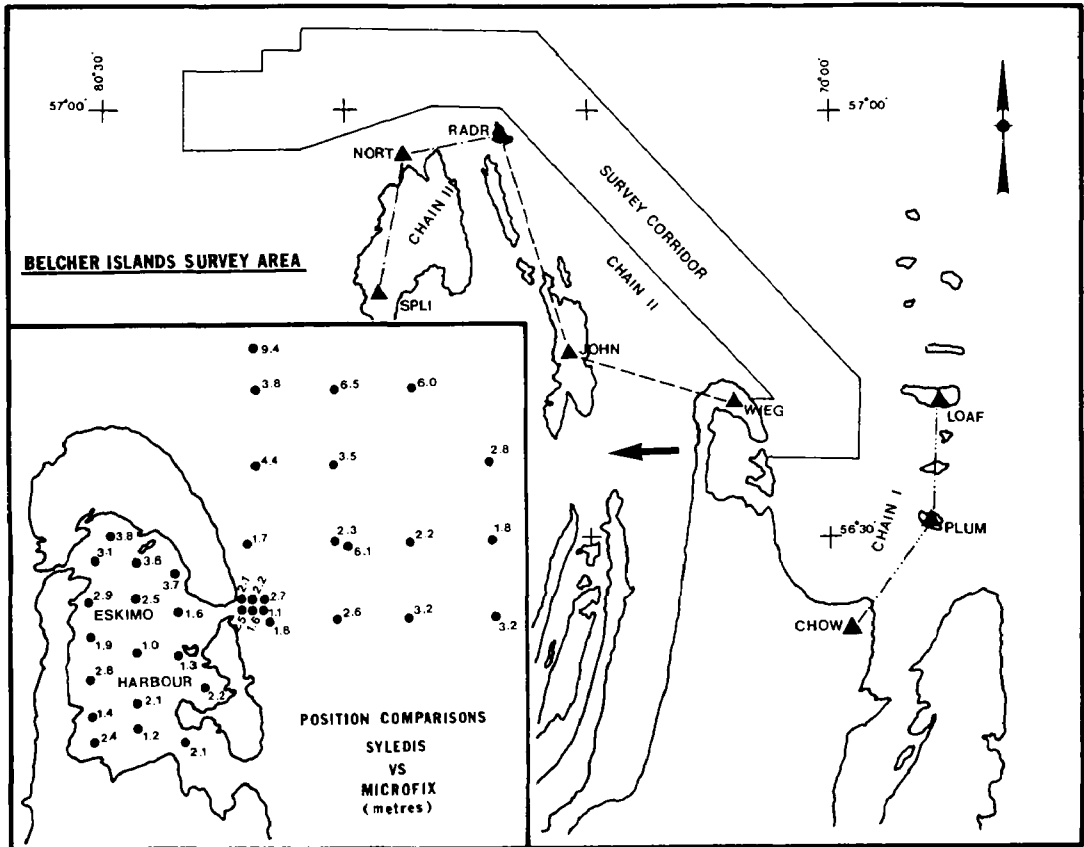 80°30'
70°00'
57°00'
57°00'
RADR
NORT
CHAIN III
SURVEY CORRIDOR
BELCHER ISLANDS SURVEY AREA
CHAIN II
SPLI
JOHN
WIEG
LOAF
CHAIN I
56°30'
PLUM
CHOW
9.4
3.8
6.5
6.0
4.4
3.5
2.8
1.7
2.3
6.1
2.2
1.8
3.8
3.1
3.6
3.7
2.1
2.2
2.7
2.9
2.5
ESKIMO
1.6
1.6
1.1
1.8
2.6
3.2
3.2
1.9
1.0
1.3
2.8
HARBOUR
2.2
1.4
2.1
2.4
1.2
2.1
POSITION COMPARISONS
SYLEDIS
VS
MICROFIX
(metres)